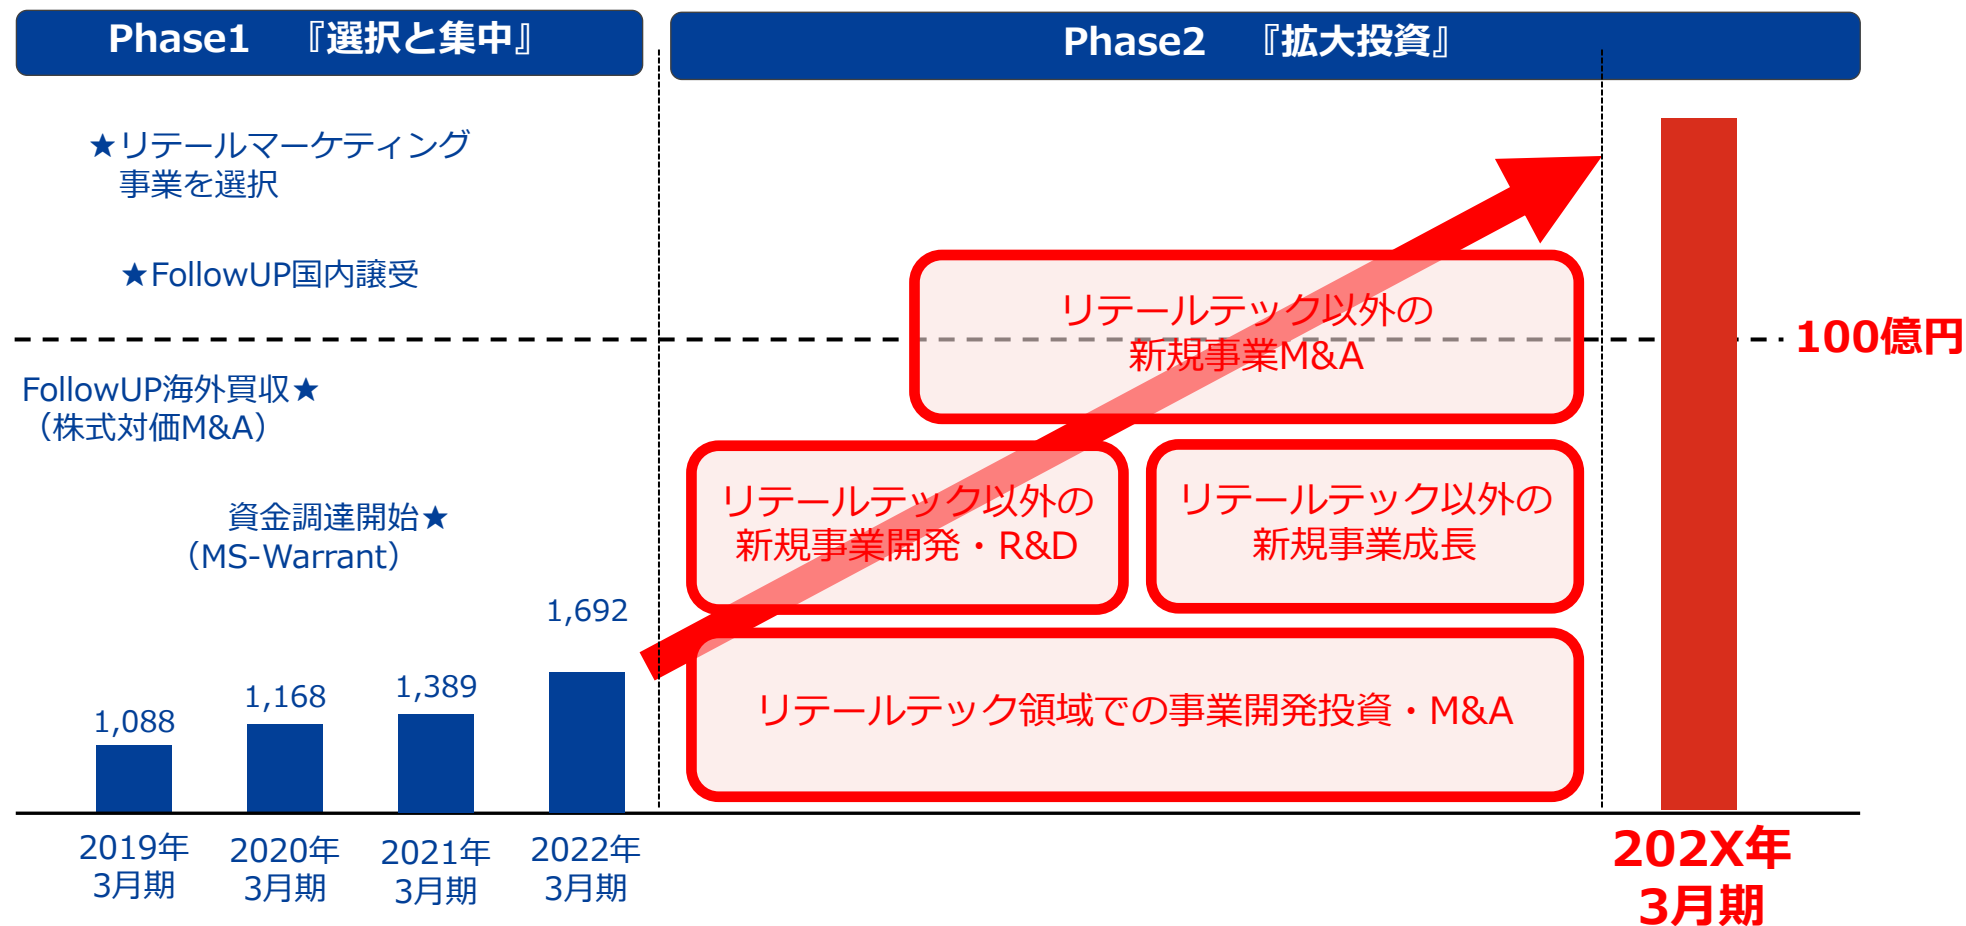 Phase1 『選択と集中』
Phase2 『拡大投資』
★リテールマーケティング
事業を選択
★FollowUP国内譲受
FollowUP海外買収★
（株式対価M&A）
資金調達開始★
（MS-Warrant）
リテールテック以外の
新規事業M&A
100億円
リテールテック以外の
新規事業開発・R&D
リテールテック以外の
新規事業成長
リテールテック領域での事業開発投資・M&A
1,088
1,168
1,389
1,692
2019年
3月期
2020年
3月期
2021年
3月期
2022年
3月期
202X年
3月期